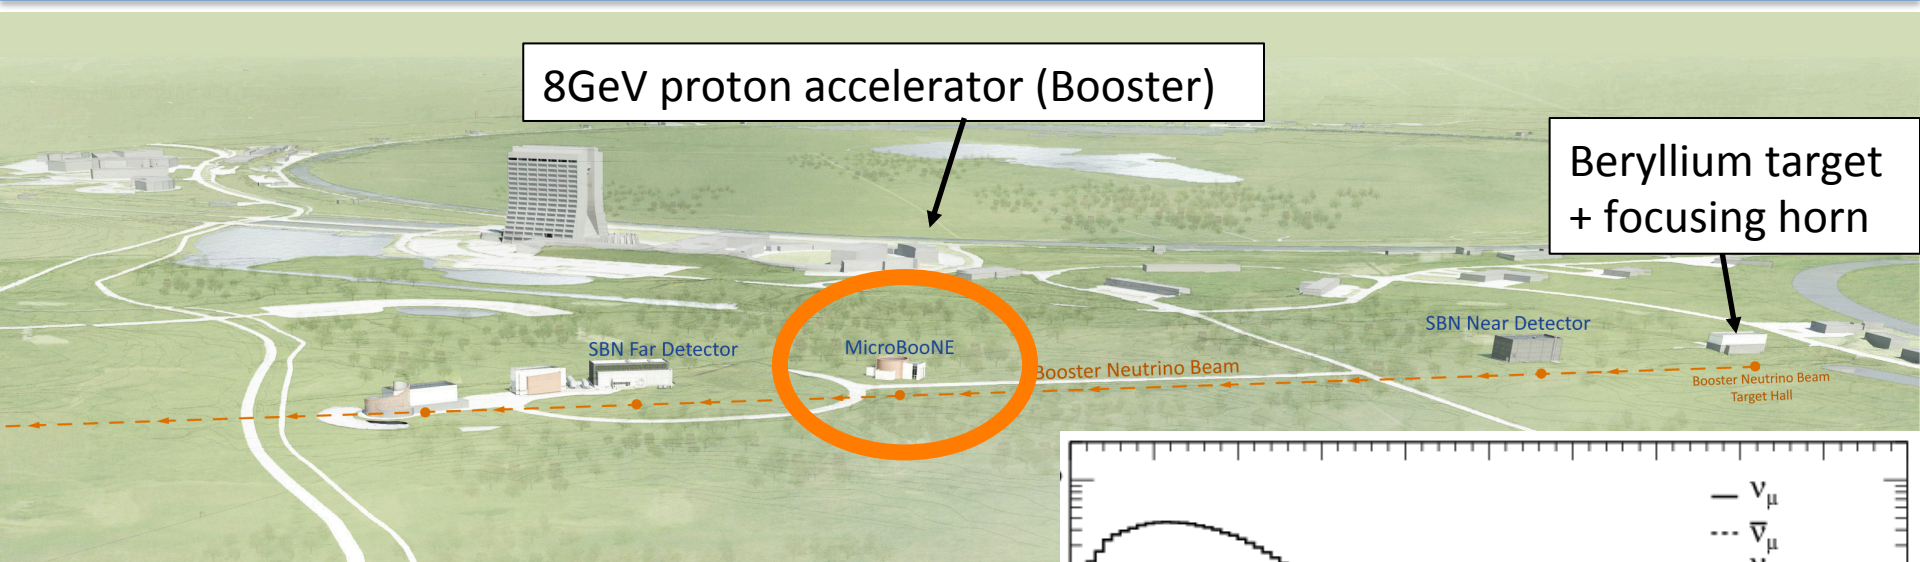 8GeV proton accelerator (Booster)
Beryllium target
+ focusing horn
SBN Near Detector
SBN Far Detector
MicroBooNE
Booster Neutrino Beam
Booster Neutrino Beam
Target Hall
ν_μ
ν̅_μ